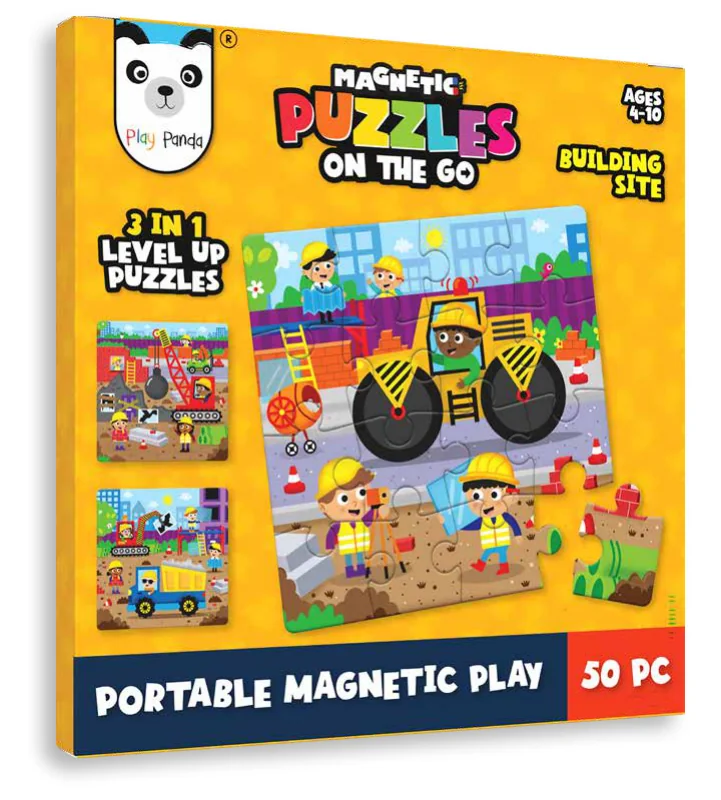 ®
Play Panda
MAGNETIC
PUZZLES
ON THE GO
AGES
4-10
BUILDING
SITE
3 IN 1
LEVEL UP
PUZZLES
PORTABLE MAGNETIC PLAY
50 PC